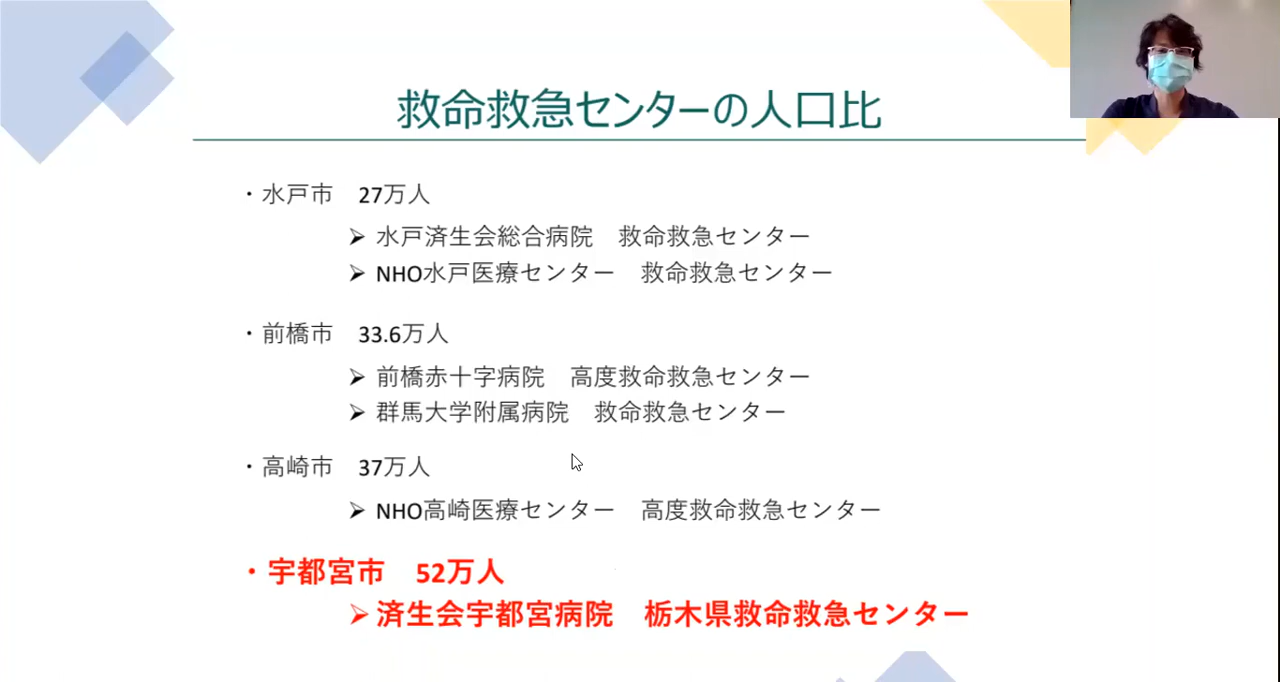 救命救急センターの人口比
・水戸市　27万人
➢ 水戸済生会総合病院　救命救急センター
➢ NHO水戸医療センター　救命救急センター
・前橋市　33.6万人
➢ 前橋赤十字病院　高度救命救急センター
➢ 群馬大学附属病院　救命救急センター
・高崎市　37万人
➢ NHO高崎医療センター　高度救命救急センター
・宇都宮市　52万人
➢ 済生会宇都宮病院　栃木県救命救急センター